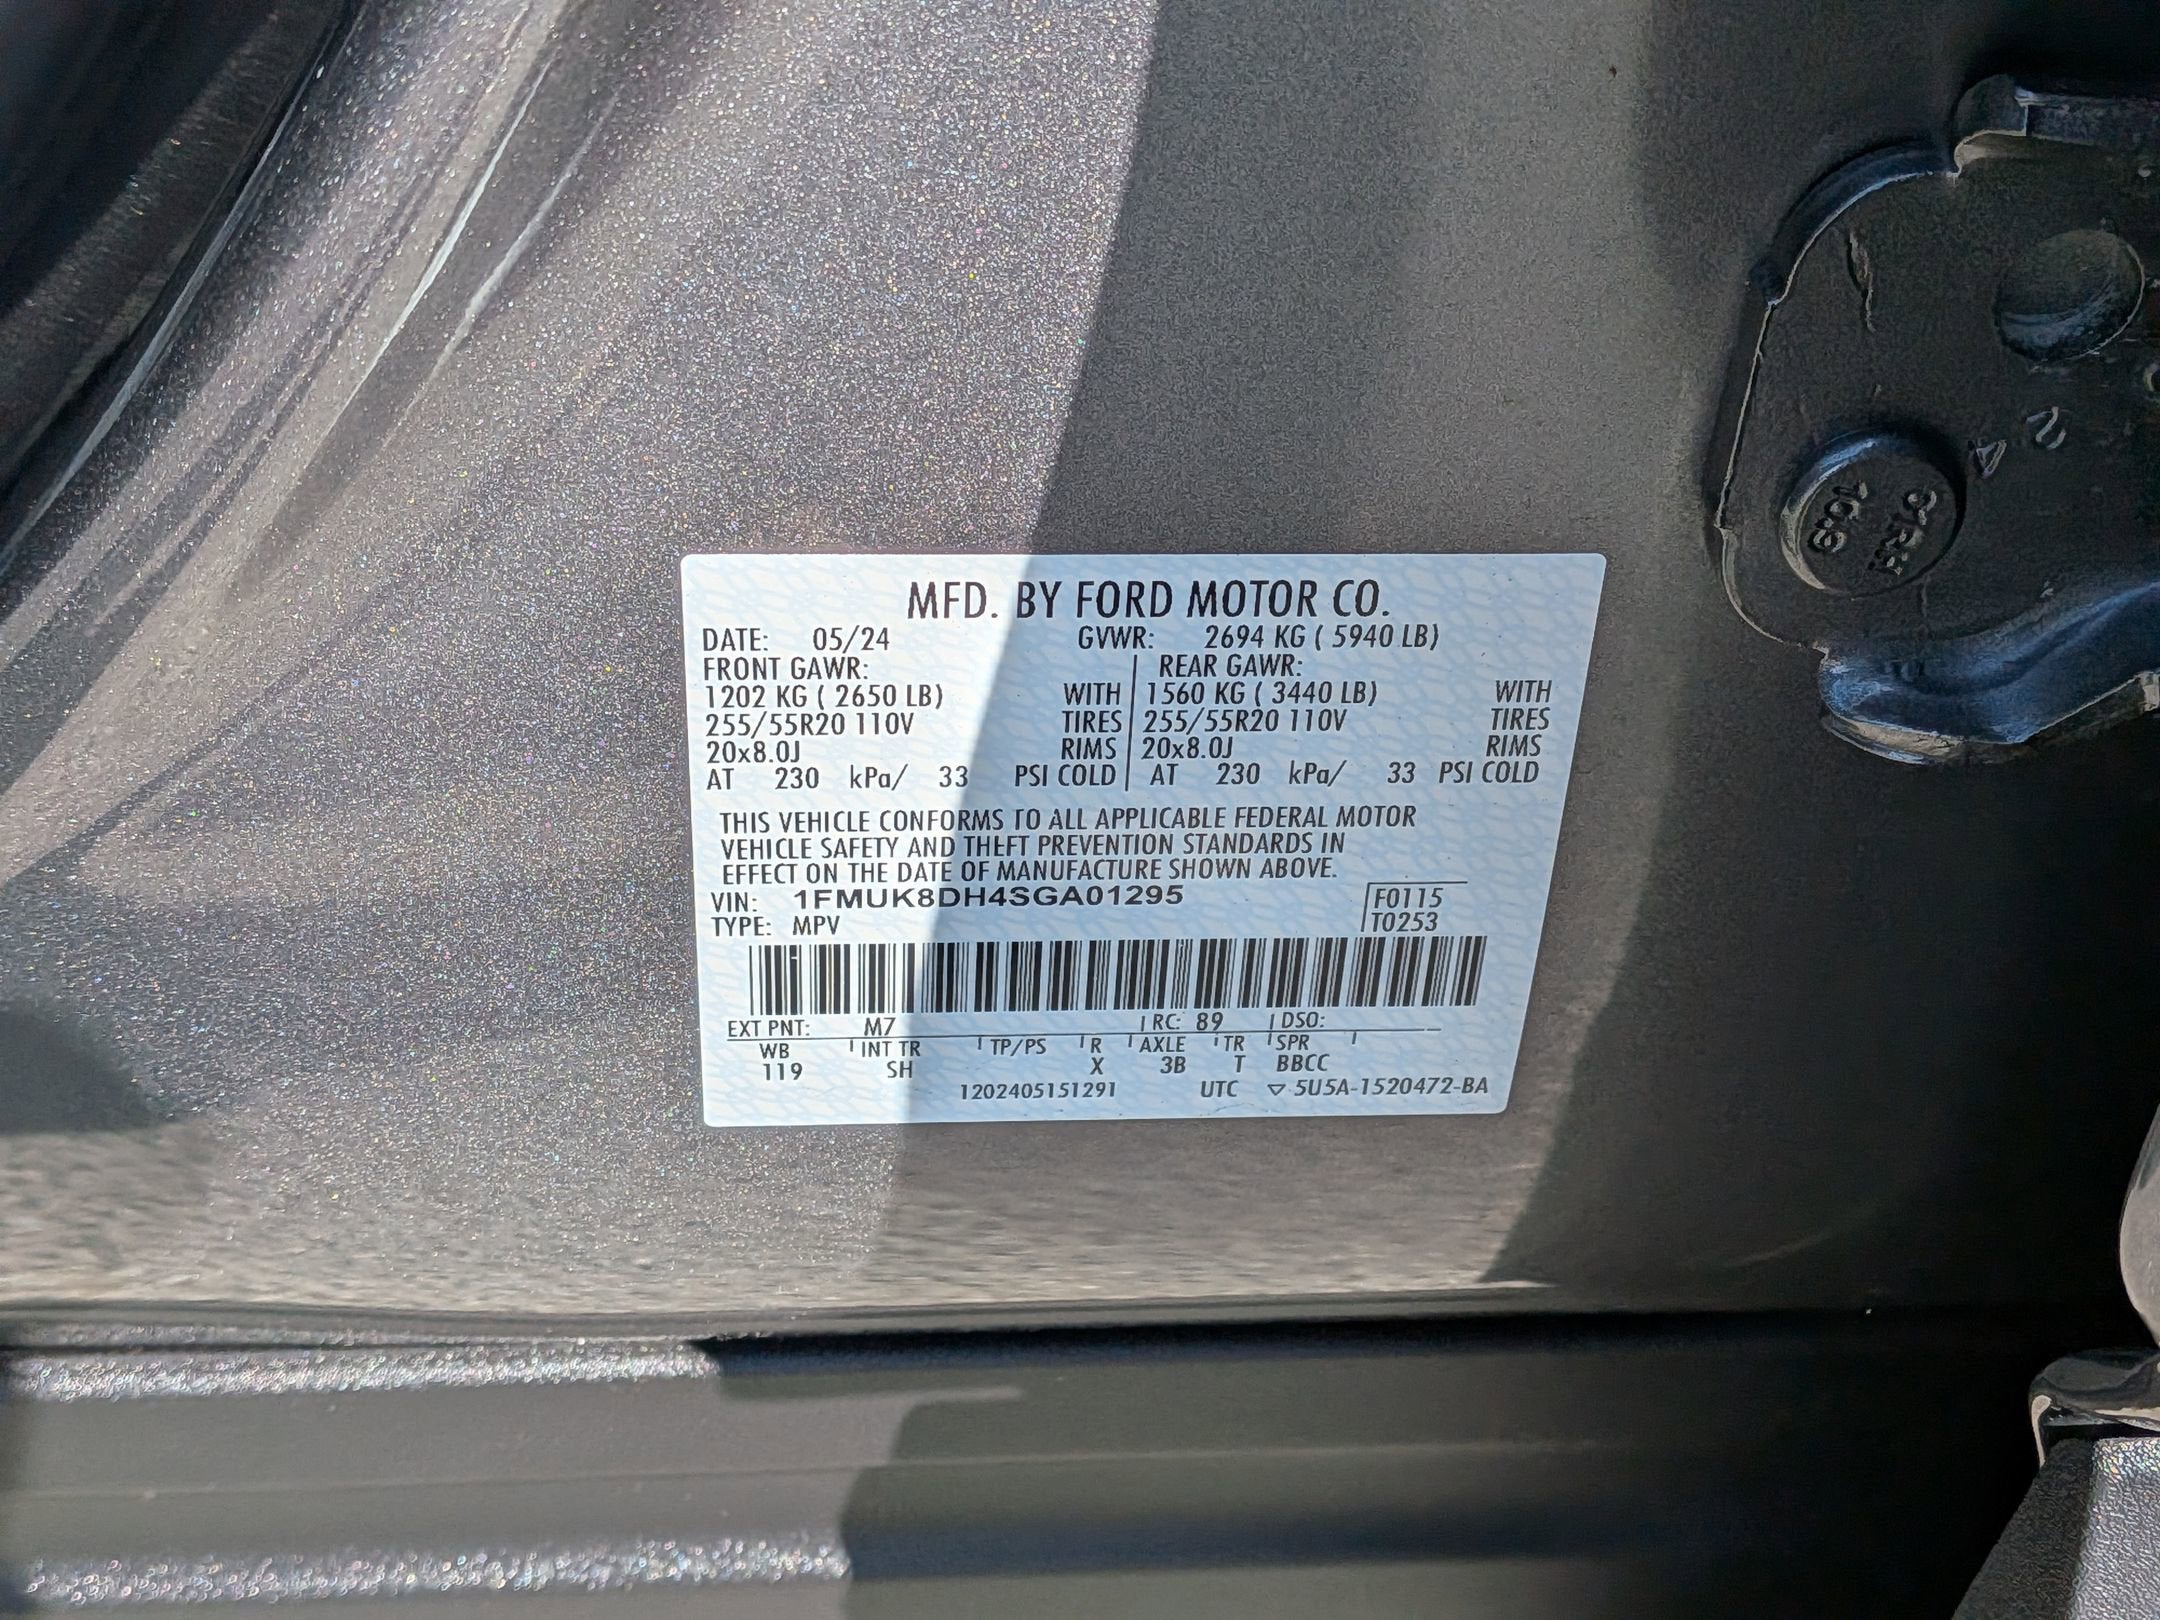 MFD. BY FORD MOTOR CO.
DATE: 05/24 GVWR: 2694 KG ( 5940 LB)
FRONT GAWR: REAR GAWR:
1202 KG ( 2650 LB) WITH 1560 KG ( 3440 LB) WITH
255/55R20 110V TIRES 255/55R20 110V TIRES
20x8.0J RIMS 20x8.0J RIMS
AT 230 kPa/ 33 PSI COLD AT 230 kPa/ 33 PSI COLD
THIS VEHICLE CONFORMS TO ALL APPLICABLE FEDERAL MOTOR
VEHICLE SAFETY AND THEFT PREVENTION STANDARDS IN
EFFECT ON THE DATE OF MANUFACTURE SHOWN ABOVE.
VIN: 1FMUK8DH4SGA01295 F0115
TYPE: MPV T0253
EXT PNT: M7 RC: 89 DSO:
WB INT TR TP/PS R AXLE TR SPR
119 SH X 3B T BBCC
1202405151291 UTC ▽ 5U5A-1520472-BA
10.9